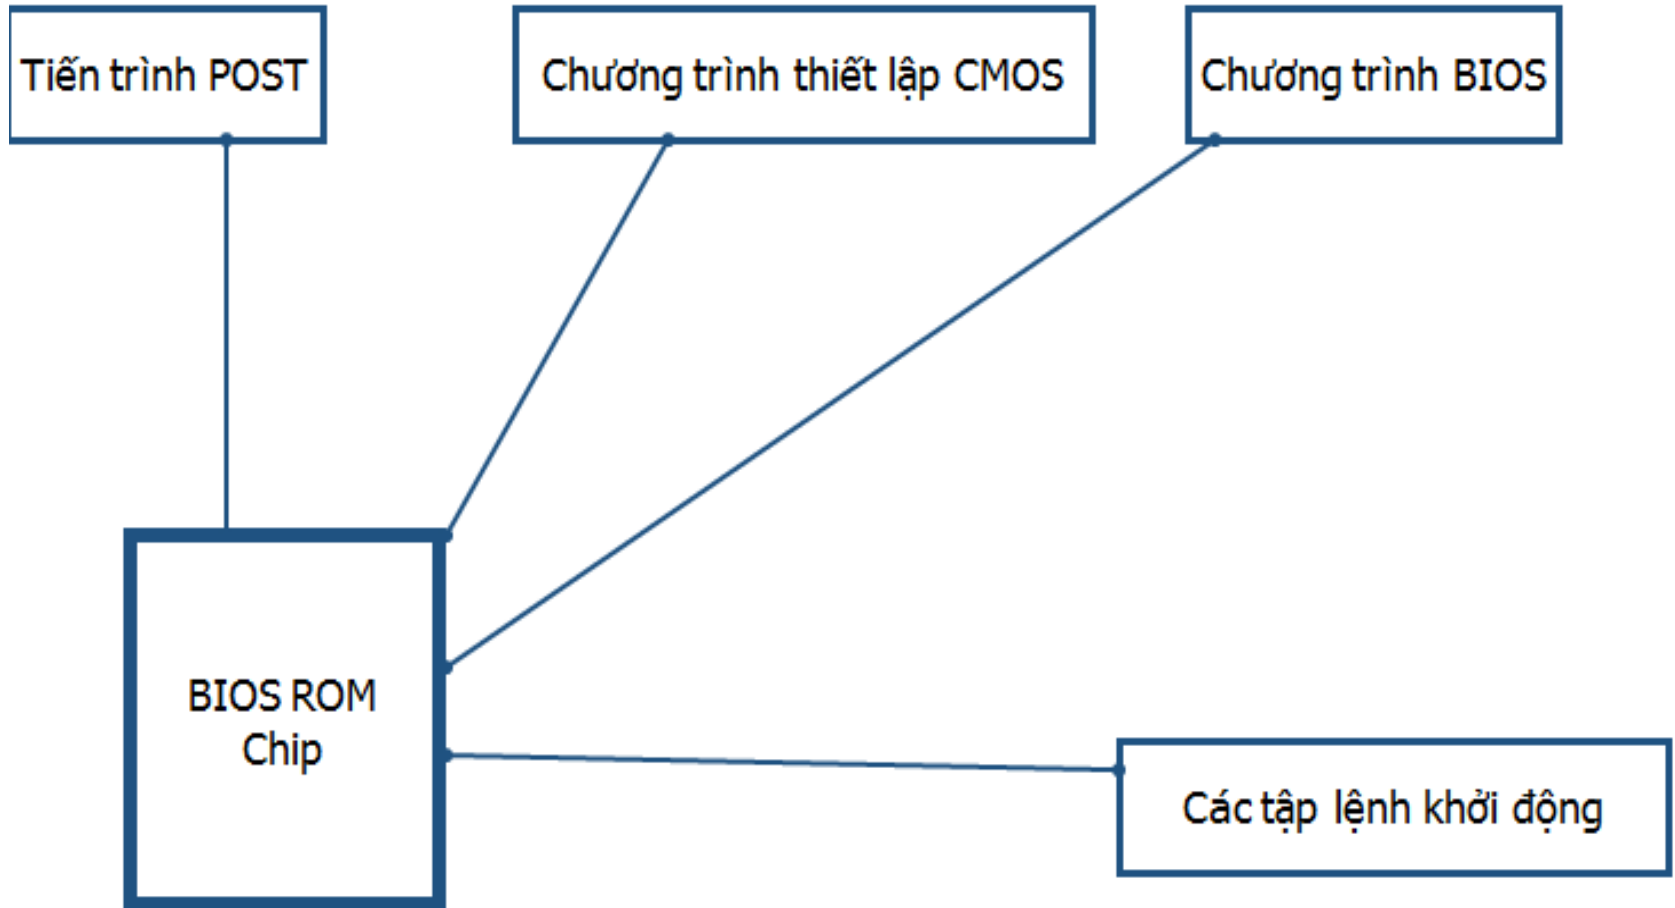 Tiến trình POST
Chương trình thiết lập CMOS
Chương trình BIOS
BIOS ROM
Chip
Các tập lệnh khởi động